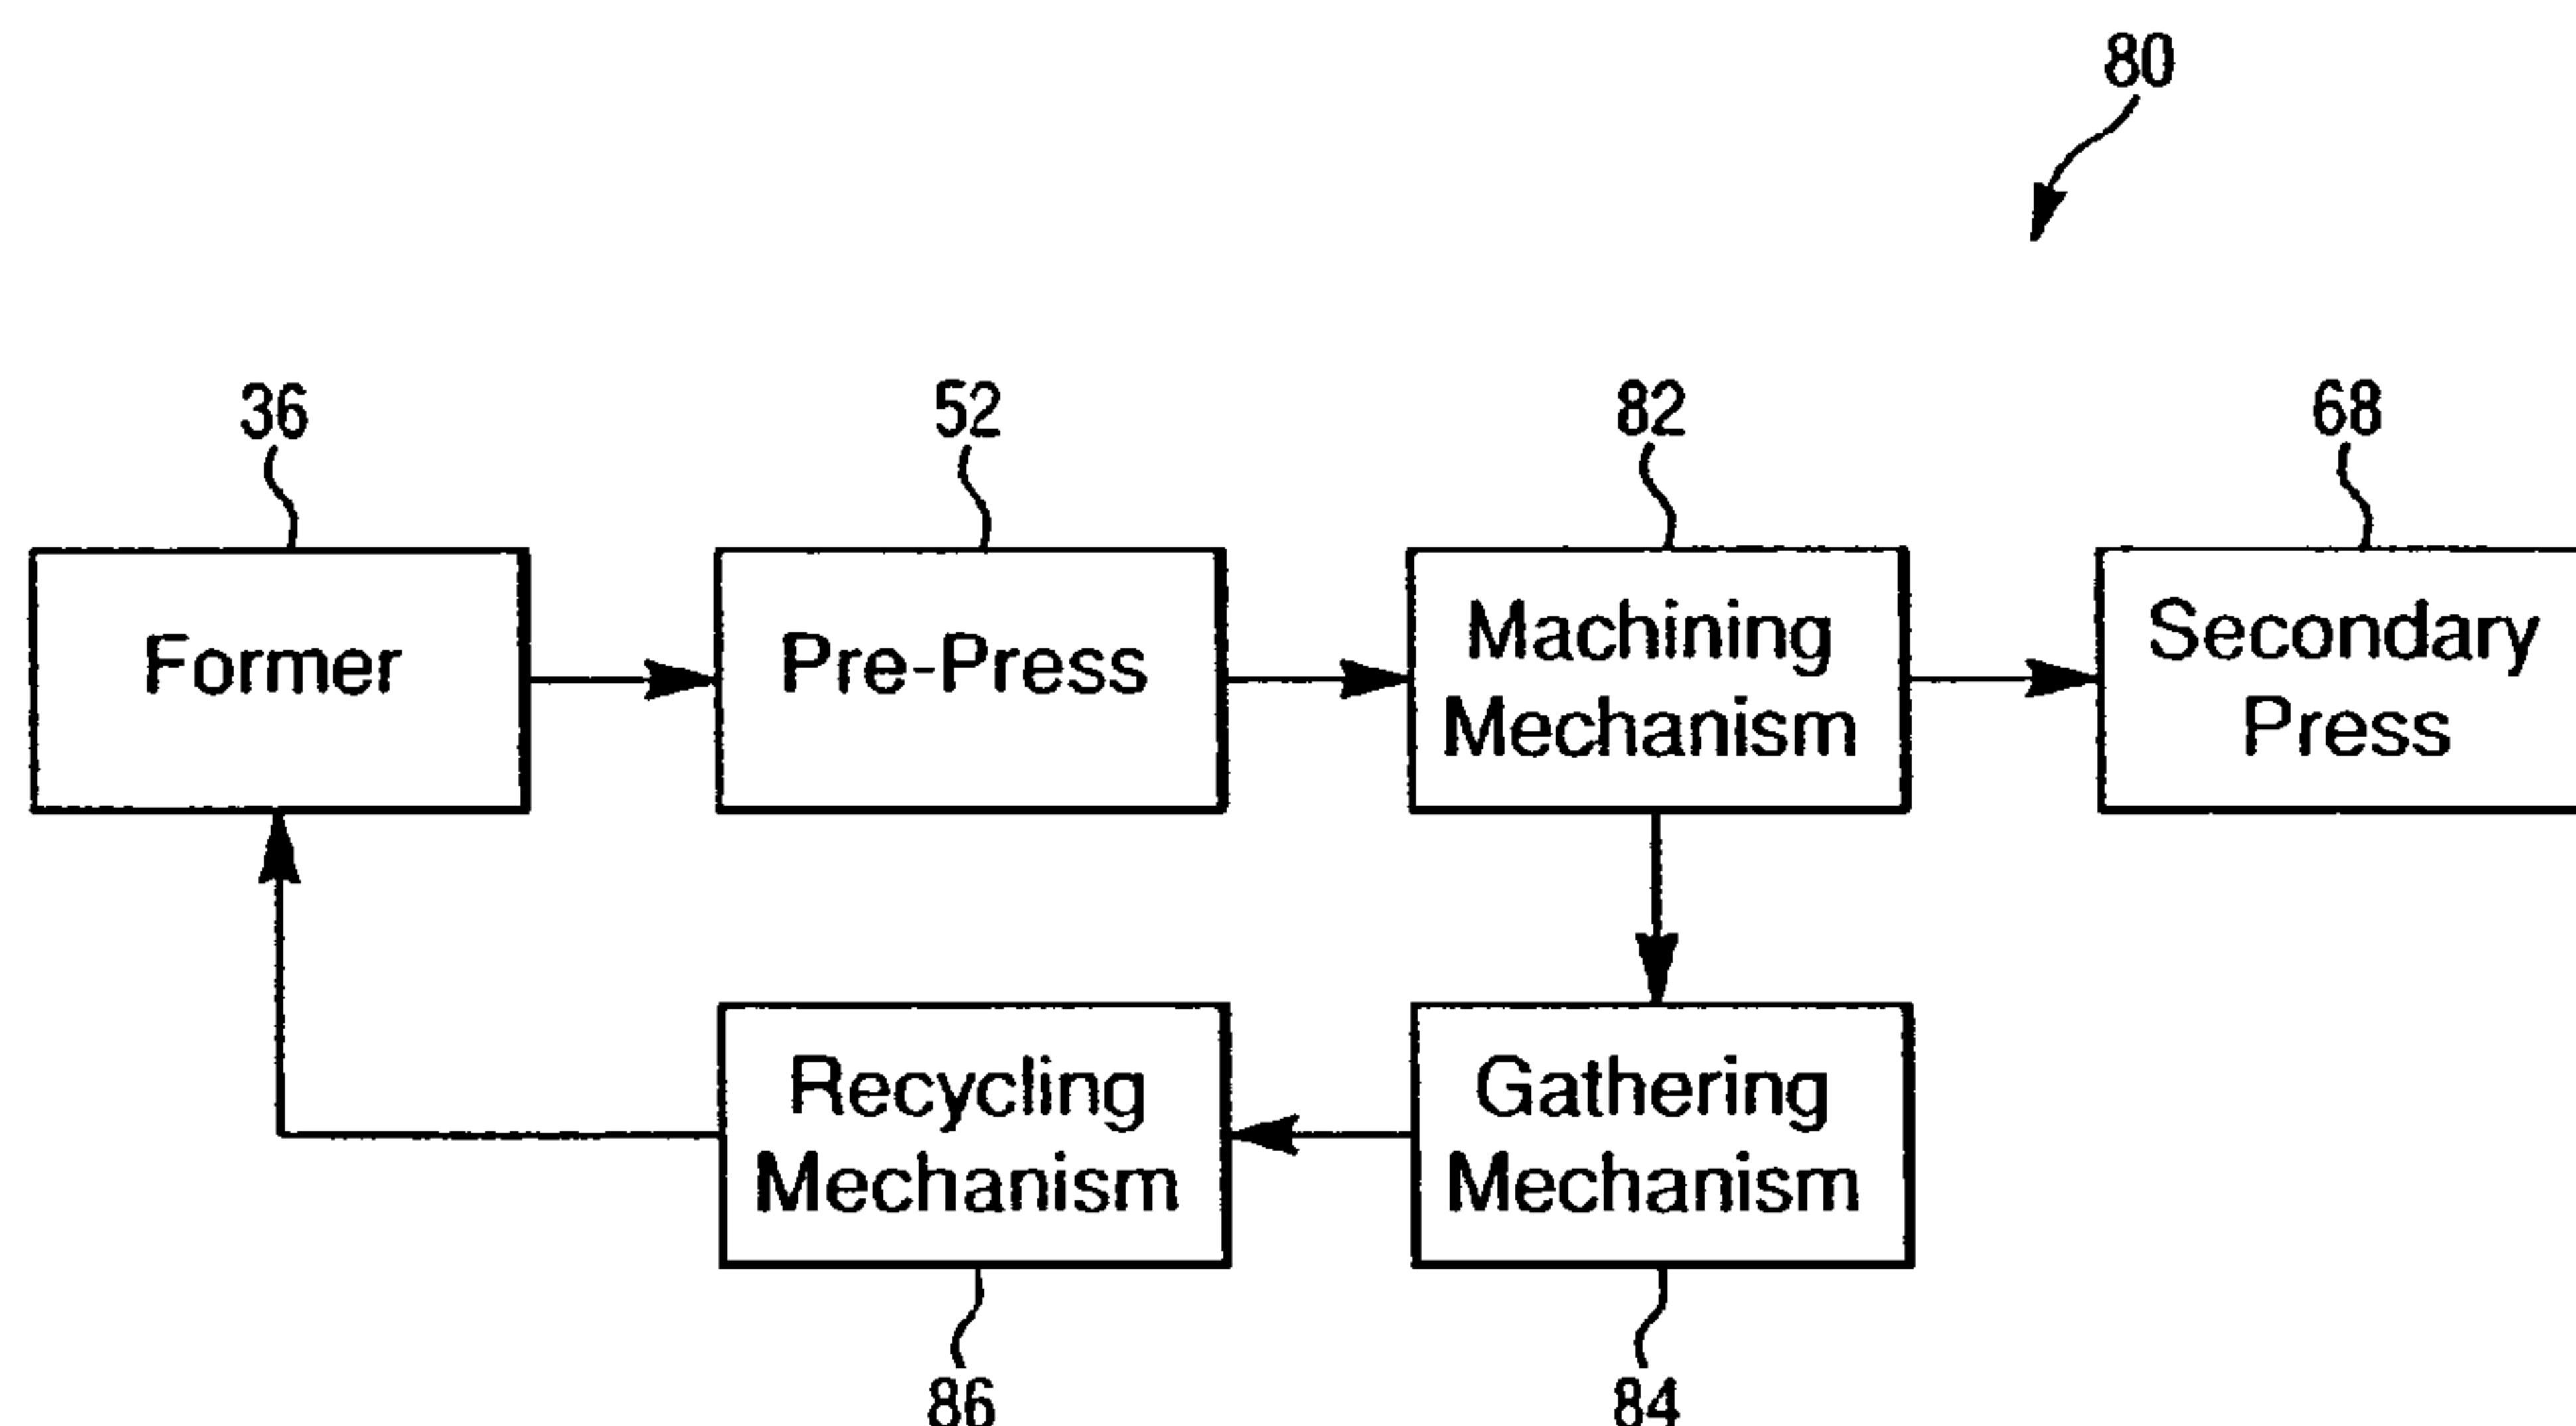 80
36
52
82
68
Former
Pre-Press
Machining
Mechanism
Secondary
Press
Recycling
Mechanism
Gathering
Mechanism
86
84